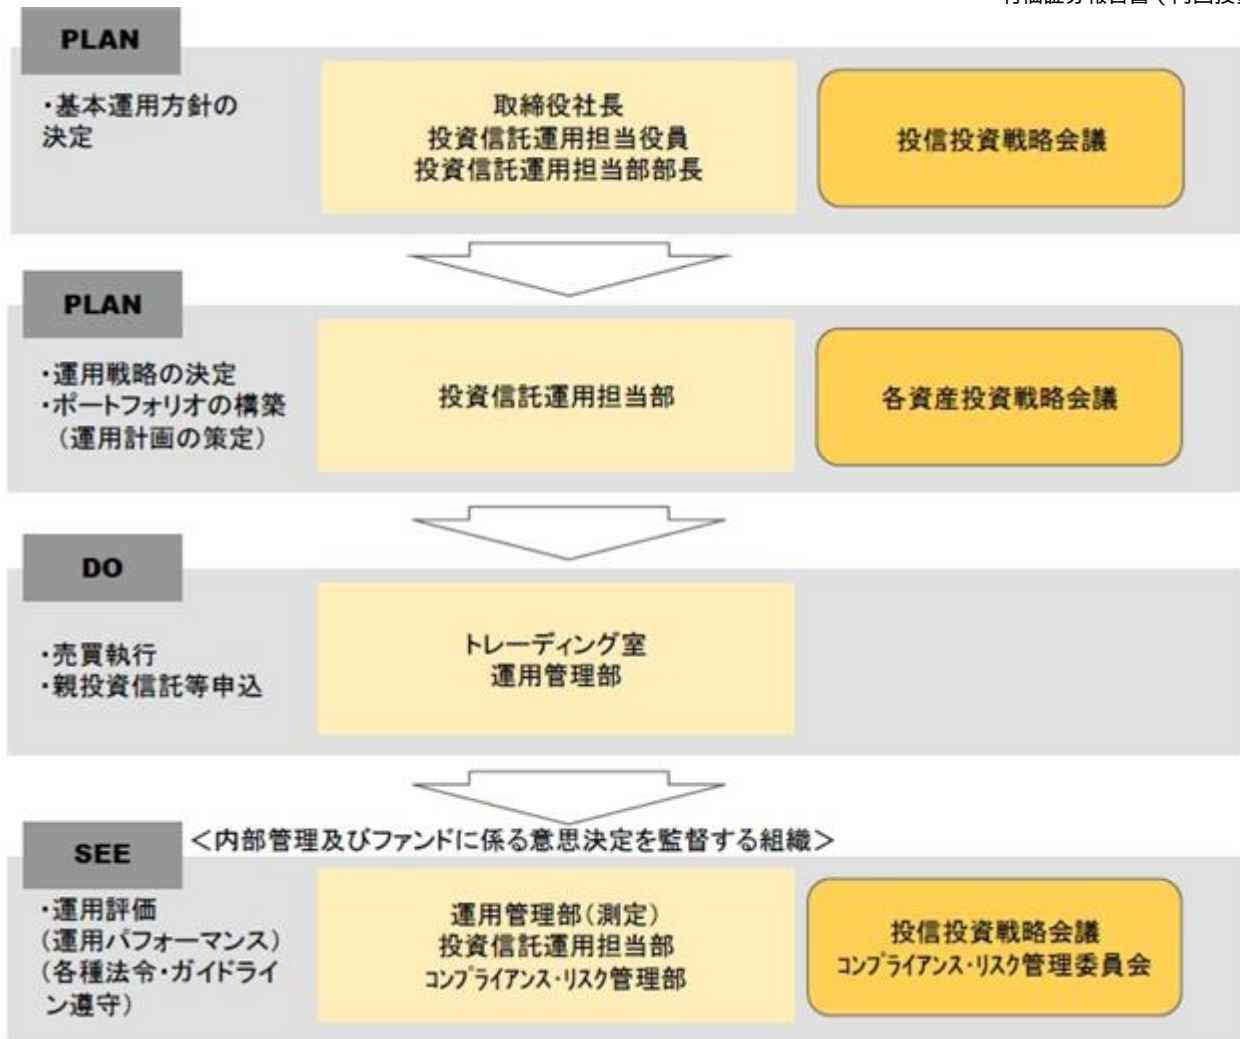 PLAN
・基本運用方針の
決定
取締役社長
投資信託運用担当役員
投資信託運用担当部部長
投信投資戦略会議
PLAN
・運用戦略の決定
・ポートフォリオの構築
（運用計画の策定）
投資信託運用担当部
各資産投資戦略会議
DO
・売買執行
・親投資信託等申込
トレーディング室
運用管理部
＜内部管理及びファンドに係る意思決定を監督する組織＞
SEE
・運用評価
(運用パフォーマンス)
(各種法令・ガイドライ
ン遵守)
運用管理部(測定)
投資信託運用担当部
ｺﾝﾌﾟﾗｲｱﾝｽ・ﾘｽｸ管理部
投信投資戦略会議
ｺﾝﾌﾟﾗｲｱﾝｽ・ﾘｽｸ管理委員会